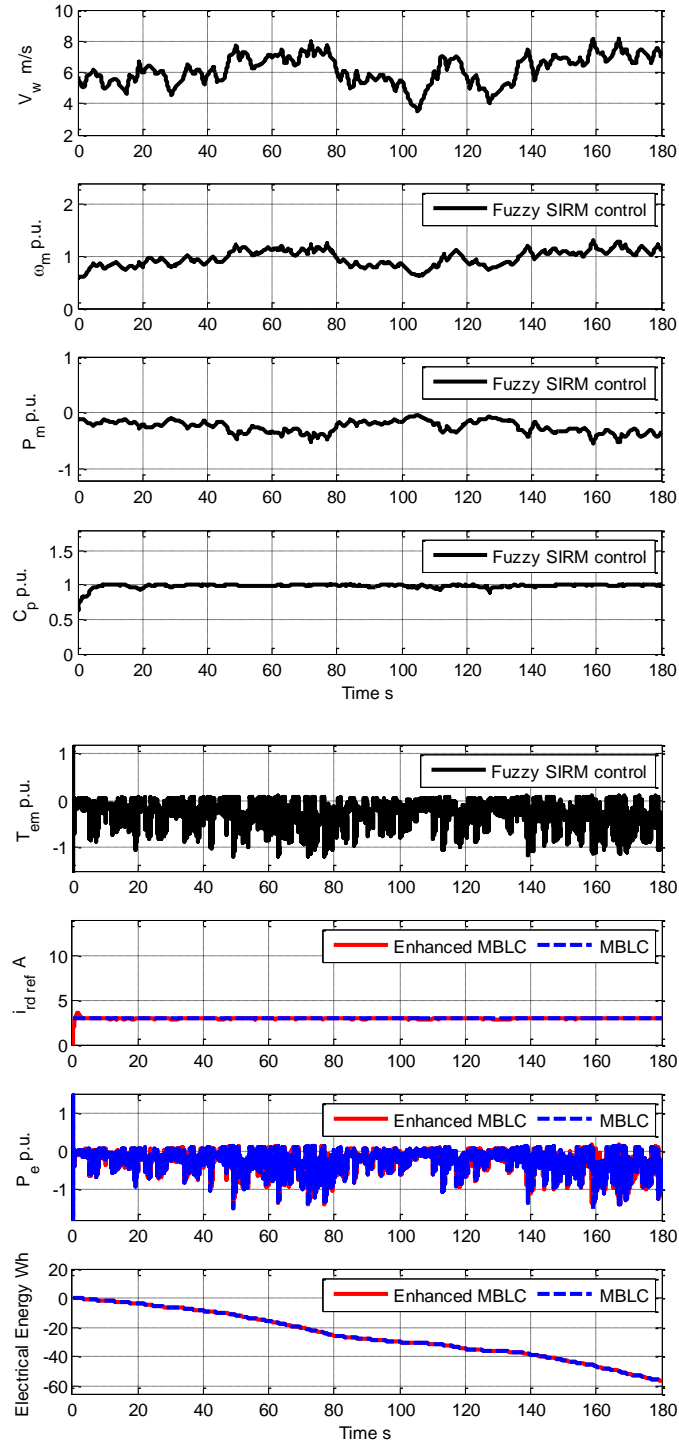 V_w m/s
10
8
6
4
2
0 20 40 60 80 100 120 140 160 180
ω_m p.u.
Fuzzy SIRM control
2
1
0
0 20 40 60 80 100 120 140 160 180
P_m p.u.
Fuzzy SIRM control
1
0
-1
0 20 40 60 80 100 120 140 160 180
C_p p.u.
Fuzzy SIRM control
1.5
1
0.5
0
0 20 40 60 80 100 120 140 160 180
Time s
T_em p.u.
Fuzzy SIRM control
1
0
-1
0 20 40 60 80 100 120 140 160 180
i_rd ref A
Enhanced MBLC MBLC
10
5
0
0 20 40 60 80 100 120 140 160 180
P_e p.u.
Enhanced MBLC MBLC
1
0
-1
0 20 40 60 80 100 120 140 160 180
Electrical Energy Wh
Enhanced MBLC MBLC
20
0
-20
-40
-60
0 20 40 60 80 100 120 140 160 180
Time s